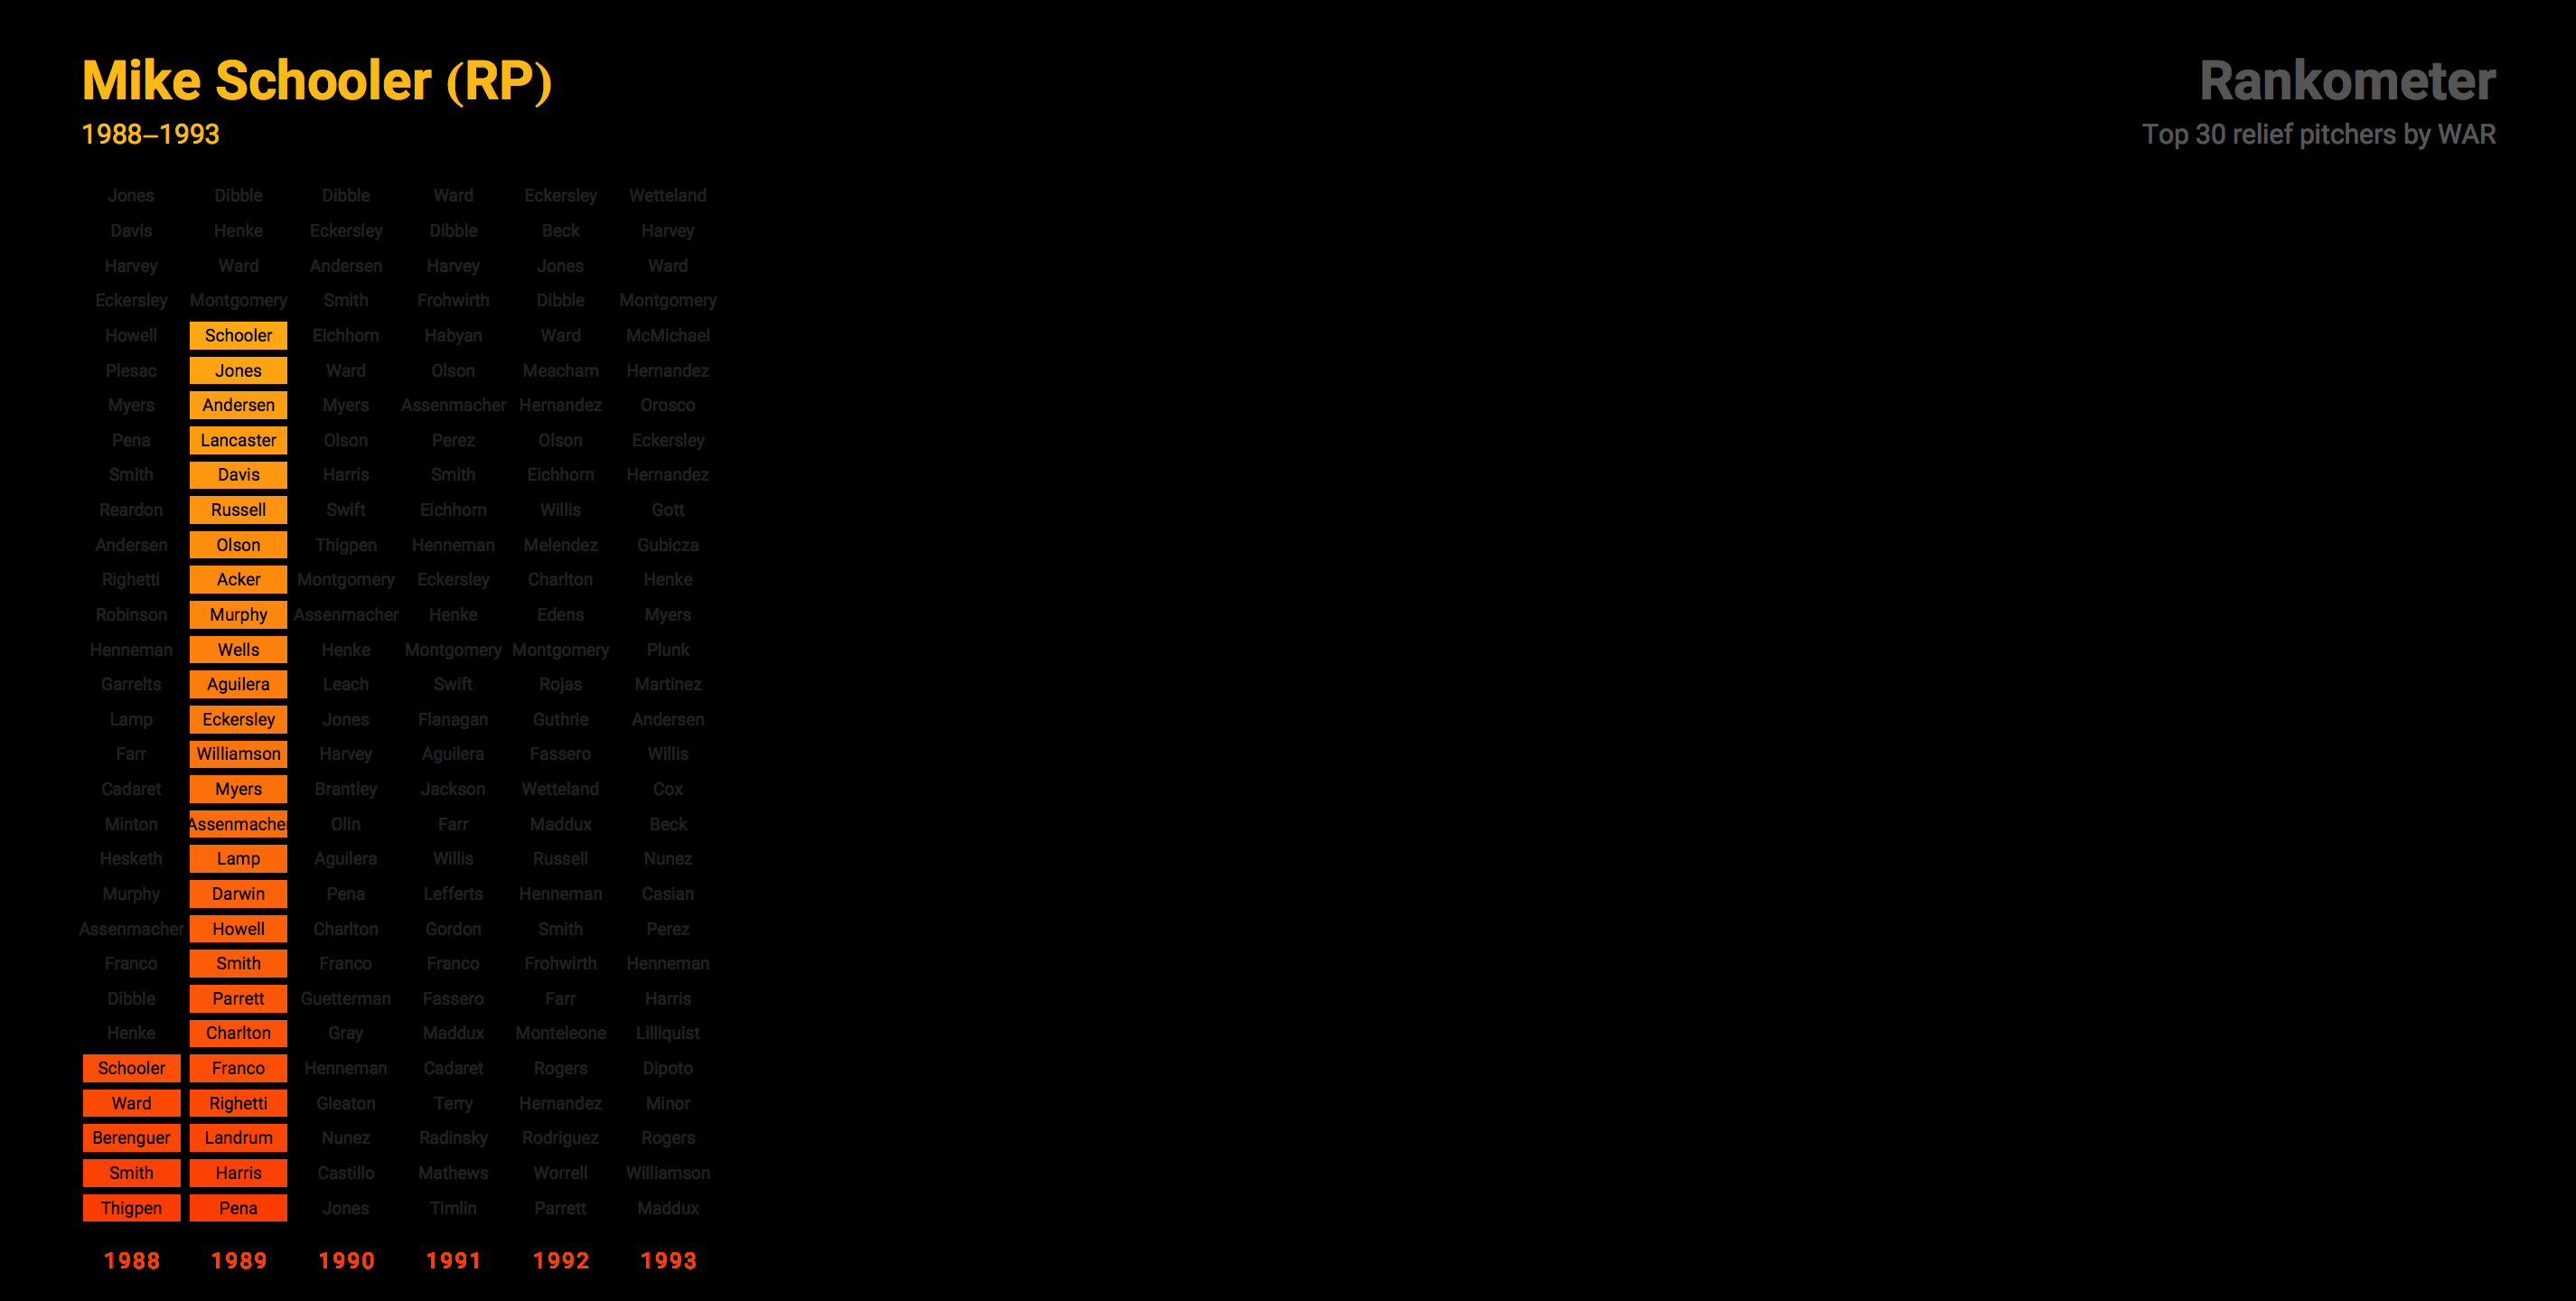 Mike Schooler (RP)
1988–1993
Rankometer
Top 30 relief pitchers by WAR
Jones Dibble Dibble Ward Eckersley Wetteland
Davis Henke Eckersley Dibble Beck Harvey
Harvey Ward Andersen Harvey Jones Ward
Eckersley Montgomery Smith Frohwirth Dibble Montgomery
Howell Schooler Eichhorn Habyan Ward McMichael
Plesac Jones Ward Olson Meacham Hernandez
Myers Andersen Myers Assenmacher Hernandez Orosco
Pena Lancaster Olson Perez Olson Eckersley
Smith Davis Harris Smith Eichhorn Hernandez
Reardon Russell Swift Eichhorn Willis Gott
Andersen Olson Thigpen Henneman Melendez Gubicza
Righetti Acker Montgomery Eckersley Charlton Henke
Robinson Murphy Assenmacher Henke Edens Myers
Henneman Wells Henke Montgomery Montgomery Plunk
Garrelts Aguilera Leach Swift Rojas Martinez
Lamp Eckersley Jones Flanagan Guthrie Andersen
Farr Williamson Harvey Aguilera Fassero Willis
Cadaret Myers Brantley Jackson Wetteland Cox
Minton Assenmacher Olin Farr Maddux Beck
Hesketh Lamp Aguilera Willis Russell Nunez
Murphy Darwin Pena Lefferts Henneman Casian
Assenmacher Howell Charlton Gordon Smith Perez
Franco Smith Franco Franco Frohwirth Henneman
Dibble Parrett Guetterman Fassero Farr Harris
Henke Charlton Gray Maddux Monteleone Lilliquist
Schooler Franco Henneman Cadaret Rogers Dipoto
Ward Righetti Gleaton Terry Hernandez Minor
Berenguer Landrum Nunez Radinsky Rodriguez Rogers
Smith Harris Castillo Mathews Worrell Williamson
Thigpen Pena Jones Timlin Parrett Maddux
1988 1989 1990 1991 1992 1993